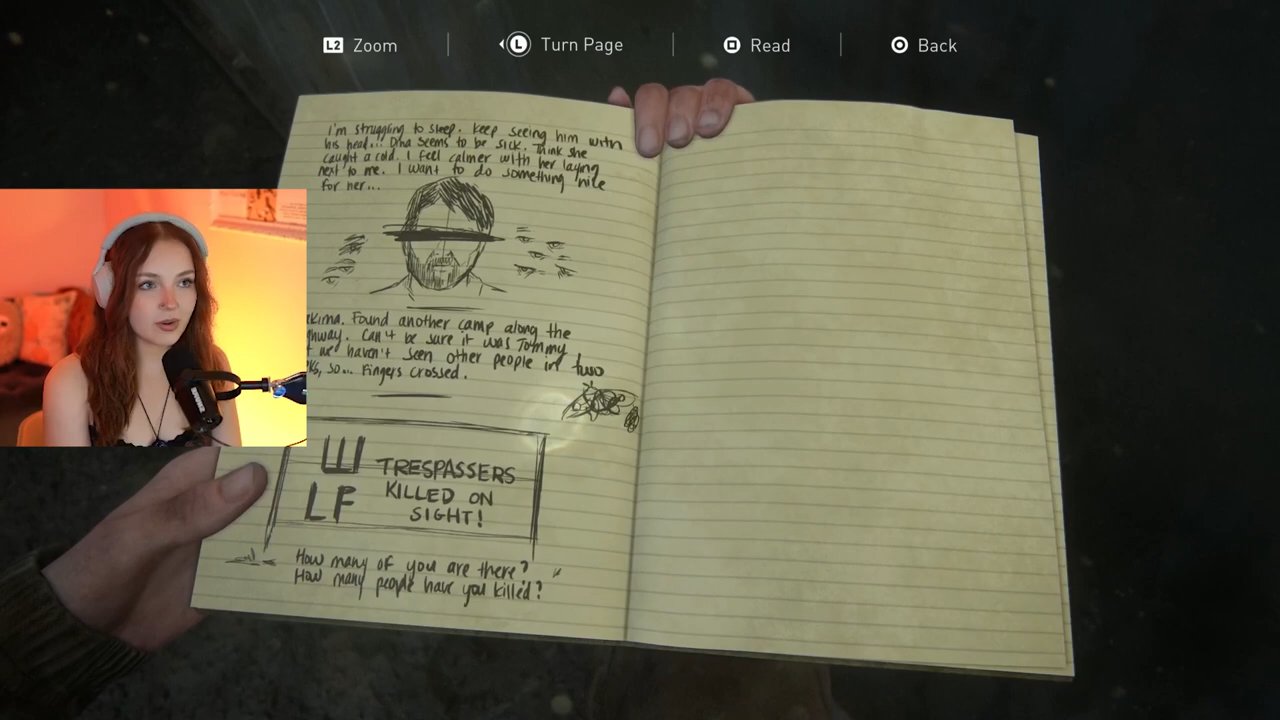 L2 Zoom L Turn Page Read Back
I'm struggling to sleep. Keep seeing him with
his head... Dina seems to be sick. Think she
caught a cold. I feel calmer with her laying
next to me. I want to do something nice
for her...
Found another camp along the
Can't be sure it was Tommy
we haven't seen other people in two
so... Fingers crossed.
W
LF
TRESPASSERS
KILLED ON
SIGHT!
How many of you are there?
How many people have you killed?